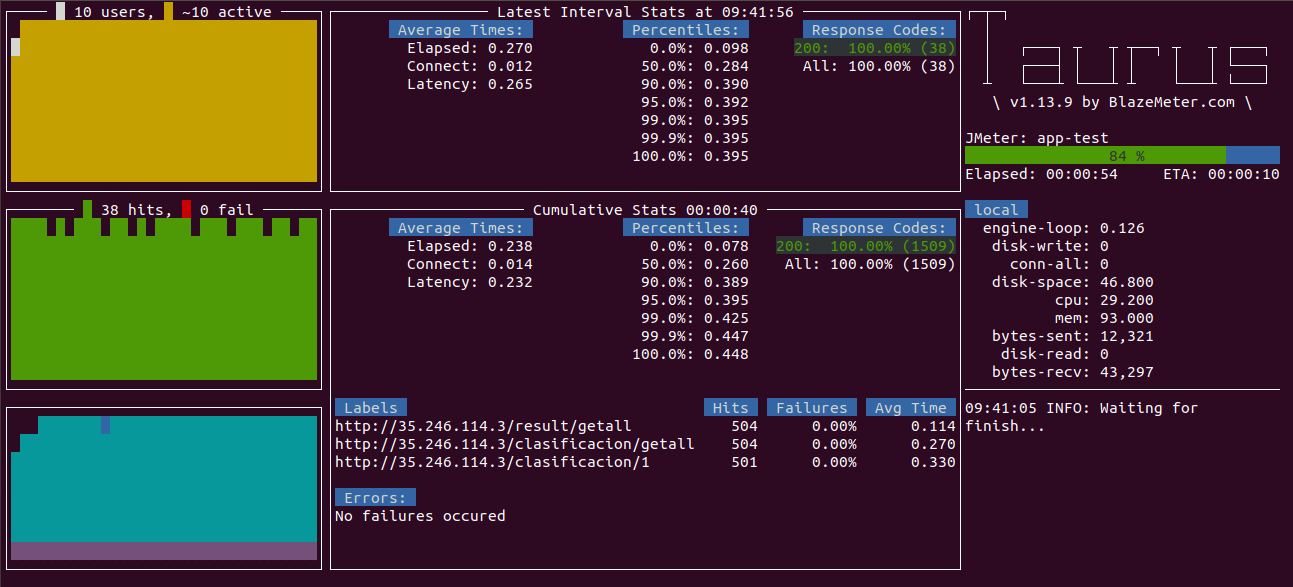 10 users, ~10 active
Latest Interval Stats at 09:41:56
Average Times:
Elapsed: 0.270
Connect: 0.012
Latency: 0.265
Percentiles:
0.0%: 0.098
50.0%: 0.284
90.0%: 0.390
95.0%: 0.392
99.0%: 0.395
99.9%: 0.395
100.0%: 0.395
Response Codes:
200: 100.00% (38)
All: 100.00% (38)
Taurus
\ v1.13.9 by BlazeMeter.com \
JMeter: app-test
84 %
Elapsed: 00:00:54 ETA: 00:00:10
38 hits, 0 fail
Cumulative Stats 00:00:40
Average Times:
Elapsed: 0.238
Connect: 0.014
Latency: 0.232
Percentiles:
0.0%: 0.078
50.0%: 0.260
90.0%: 0.389
95.0%: 0.395
99.0%: 0.425
99.9%: 0.447
100.0%: 0.448
Response Codes:
200: 100.00% (1509)
All: 100.00% (1509)
Labels Hits Failures Avg Time
http://35.246.114.3/result/getall 504 0.00% 0.114
http://35.246.114.3/clasificacion/getall 504 0.00% 0.270
http://35.246.114.3/clasificacion/1 501 0.00% 0.330
Errors:
No failures occured
local
engine-loop: 0.126
disk-write: 0
conn-all: 0
disk-space: 46.800
cpu: 29.200
mem: 93.000
bytes-sent: 12,321
disk-read: 0
bytes-recv: 43,297
09:41:05 INFO: Waiting for
finish...